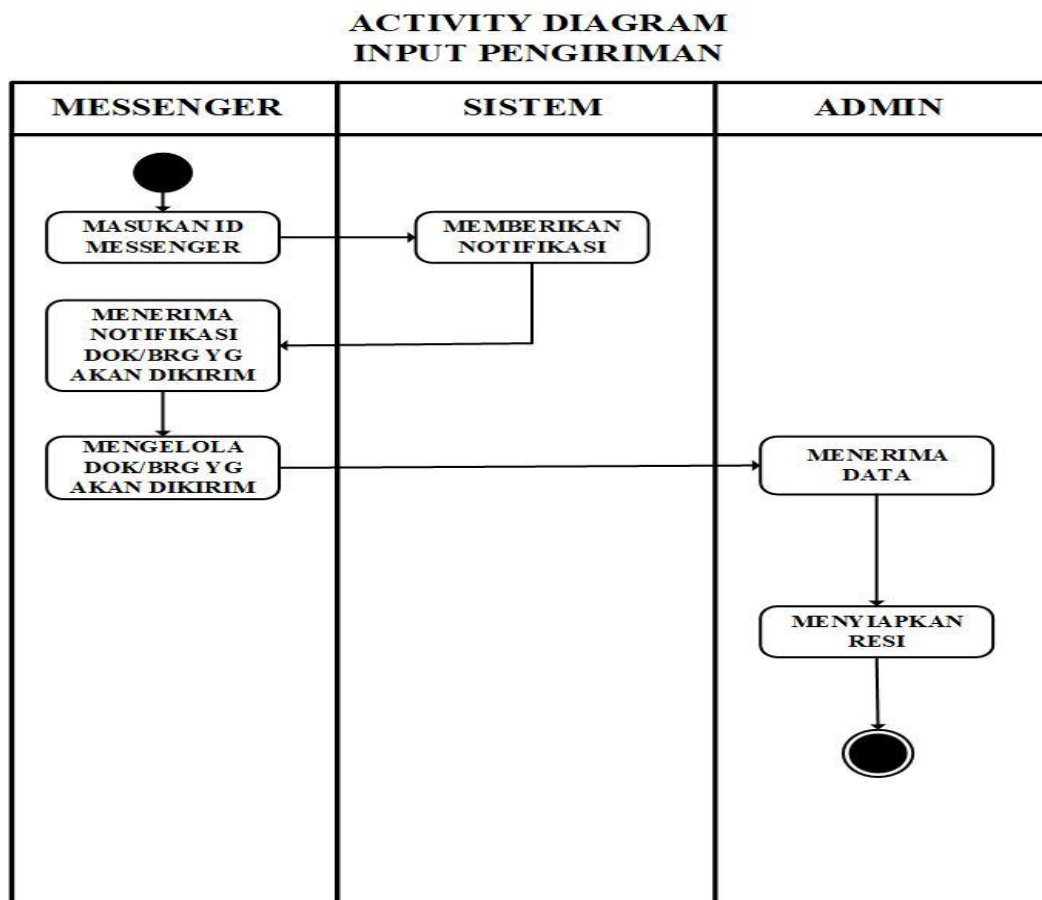 ACTIVITY DIAGRAM
INPUT PENGIRIMAN
MESSENGER
SISTEM
ADMIN
MASUKAN ID
MESSENGER
MEMBERIKAN
NOTIFIKASI
MENERIMA
NOTIFIKASI
DOK/BRG YG
AKAN DIKIRIM
MENGELOLA
DOK/BRG YG
AKAN DIKIRIM
MENERIMA
DATA
MENYIAPKAN
RESI